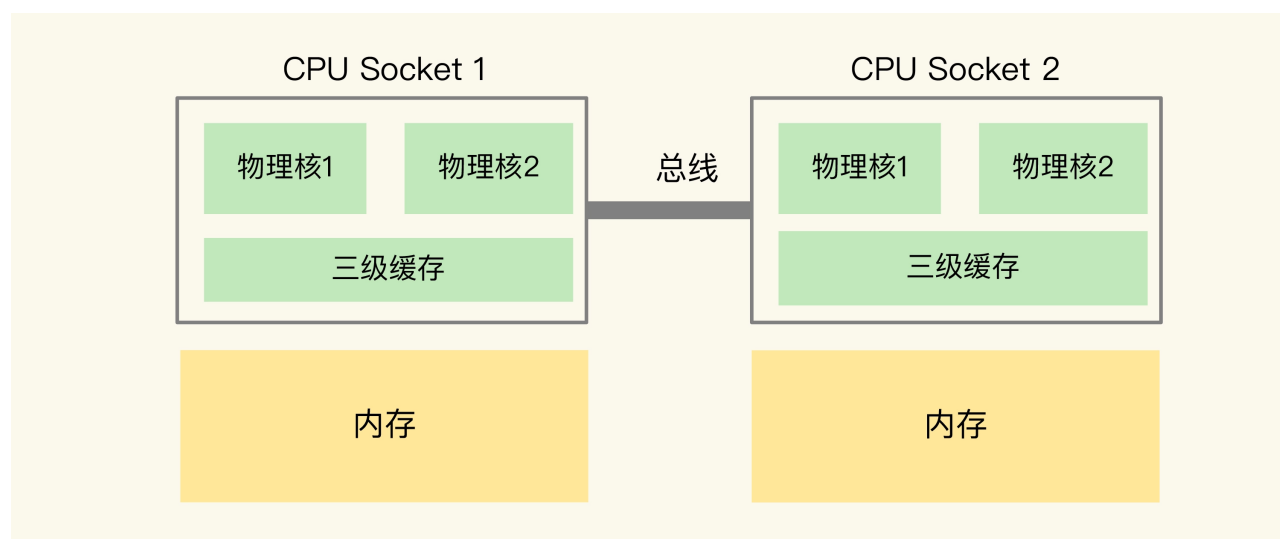 CPU Socket 1
CPU Socket 2
物理核1
物理核2
总线
物理核1
物理核2
三级缓存
三级缓存
内存
内存